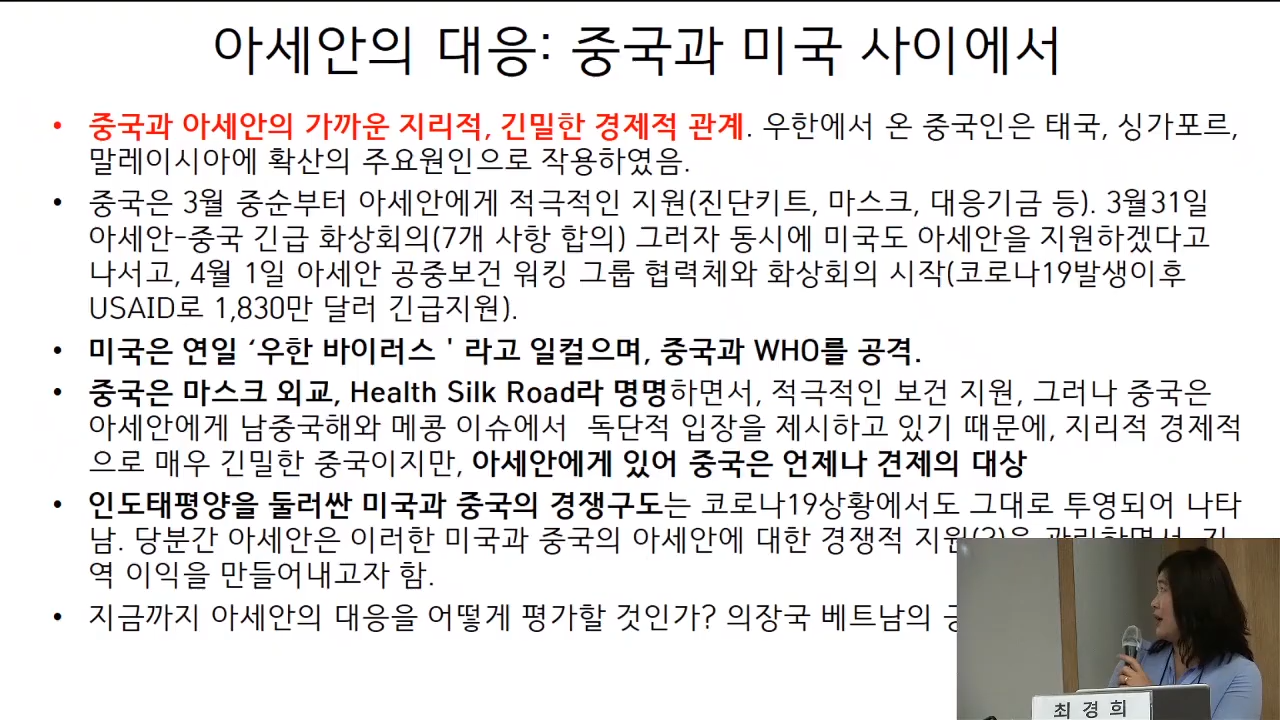 아세안의 대응: 중국과 미국 사이에서
• 중국과 아세안의 가까운 지리적, 긴밀한 경제적 관계. 우한에서 온 중국인은 태국, 싱가포르,
말레이시아에 확산의 주요원인으로 작용하였음.
• 중국은 3월 중순부터 아세안에게 적극적인 지원(진단키트, 마스크, 대응기금 등). 3월31일
아세안-중국 긴급 화상회의(7개 사항 합의) 그러자 동시에 미국도 아세안을 지원하겠다고
나서고, 4월 1일 아세안 공중보건 워킹 그룹 협력체와 화상회의 시작(코로나19발생이후
USAID로 1,830만 달러 긴급지원).
• 미국은 연일 ‘우한 바이러스 ' 라고 일컬으며, 중국과 WHO를 공격.
• 중국은 마스크 외교, Health Silk Road라 명명하면서, 적극적인 보건 지원, 그러나 중국은
아세안에게 남중국해와 메콩 이슈에서 독단적 입장을 제시하고 있기 때문에, 지리적 경제적
으로 매우 긴밀한 중국이지만, 아세안에게 있어 중국은 언제나 견제의 대상
• 인도태평양을 둘러싼 미국과 중국의 경쟁구도는 코로나19상황에서도 그대로 투영되어 나타
남. 당분간 아세안은 이러한 미국과 중국의 아세안에 대한 경쟁적 지원(?)을 관리하면서
역 이익을 만들어내고자 함.
• 지금까지 아세안의 대응을 어떻게 평가할 것인가? 의장국 베트남의
최 경 희